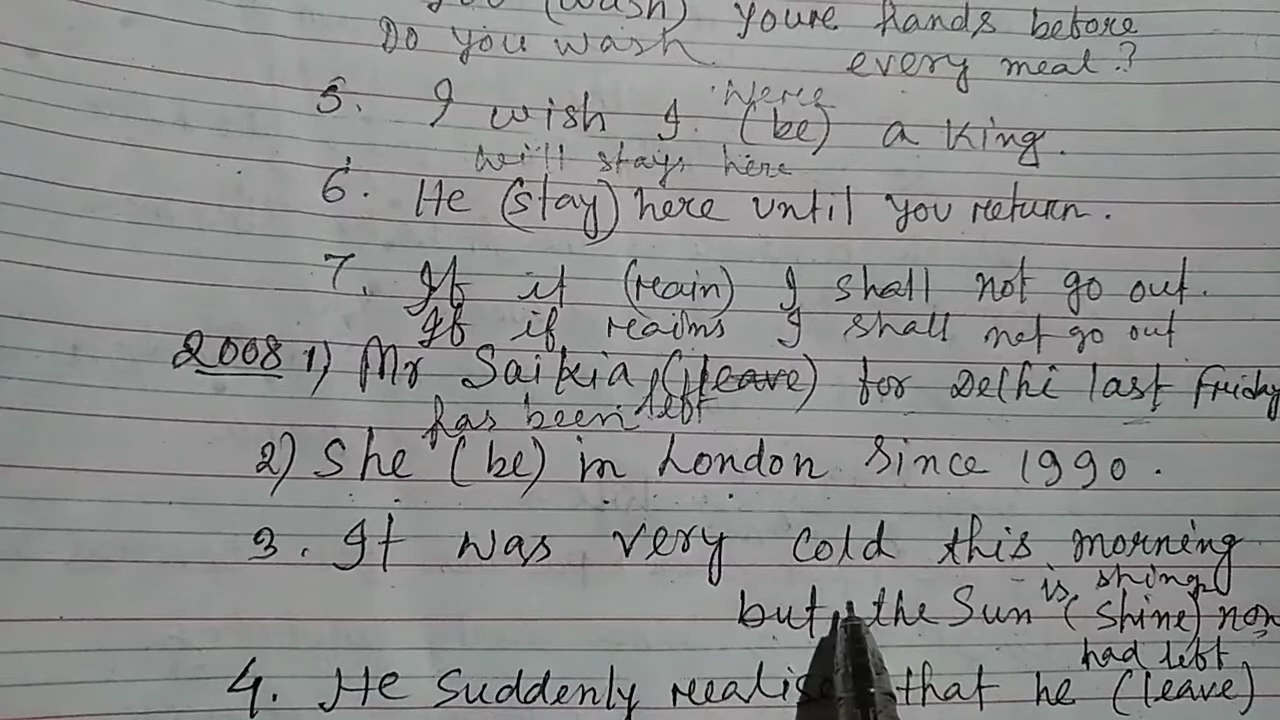 (wash) youre hands before
Do you wash every meal?
were
5. I wish I. (be) a King.
will stays here
6. He (stay) here until you return.
7. If it (rain) I shall not go out.
If if rains I shall not go out
2008 1) Mr Saikia (leave) for Delhi last Friday
has been left
2) She (be) in London since 1990.
3. It was very cold this morning
is shing
but the Sun (shine) now
had left
4. He suddenly that he (leave)